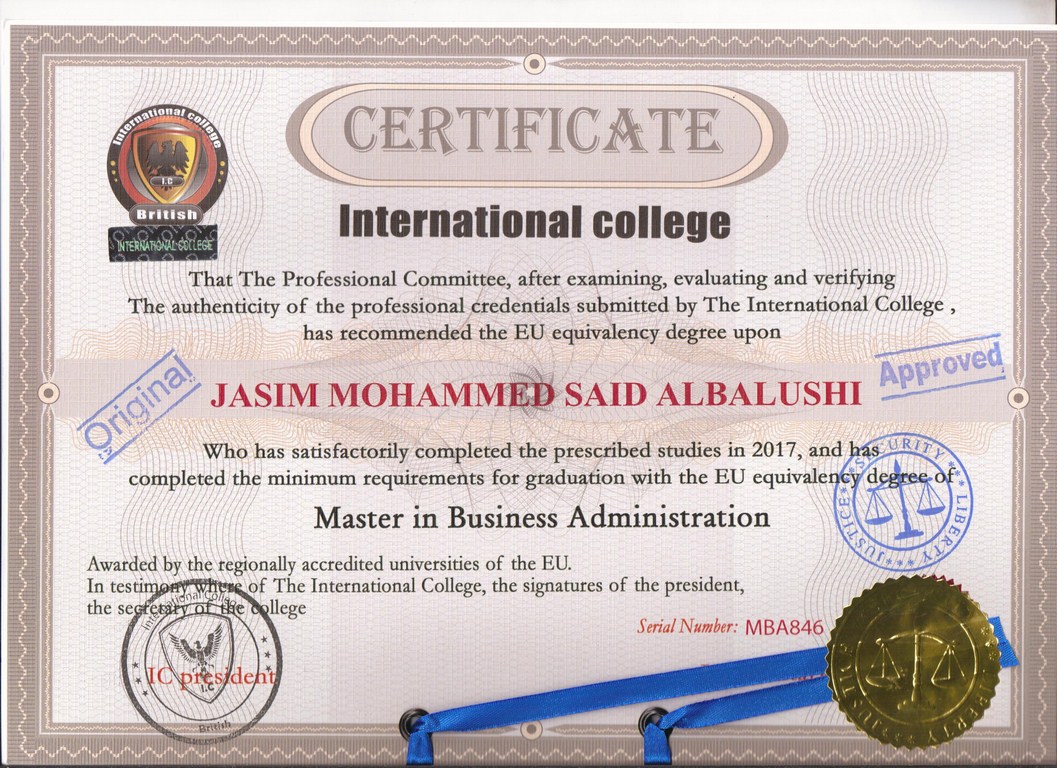 CERTIFICATE
International college
I.C
British
INTERNATIONAL COLLEGE
International college
That The Professional Committee, after examining, evaluating and verifying
The authenticity of the professional credentials submitted by The International College ,
has recommended the EU equivalency degree upon
Original
Approved
JASIM MOHAMMED SAID ALBALUSHI
Who has satisfactorily completed the prescribed studies in 2017, and has
completed the minimum requirements for graduation with the EU equivalency degree of
SECURITY
LIBERTY
JUSTICE
Master in Business Administration
Awarded by the regionally accredited universities of the EU.
In testimony Where of The International College, the signatures of the president,
the secretary of the college
International College
I.C
British
IC president
Serial Number: MBA846
JUSTICE
LIBERTY